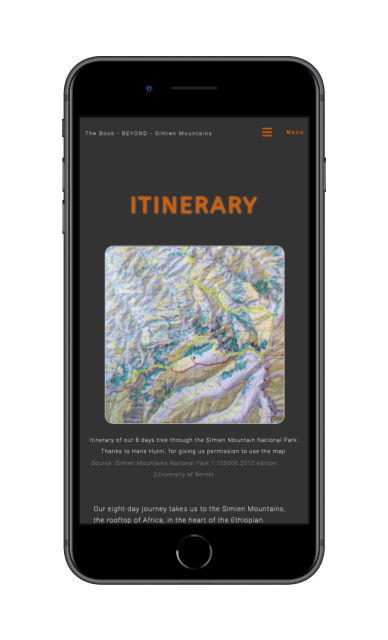 The Book - BEYOND - Simien Mountains
Menu
ITINERARY
Itinerary of our 8 days trek through the Simien Mountain National Park.
Thanks to Hans Hurni, for giving us permission to use the map.
Source: Simien Mountains National Park 1:100000 2010 edition
[University of Berne]
Our eight-day journey takes us to the Simien Mountains,
the rooftop of Africa, in the heart of the Ethiopian